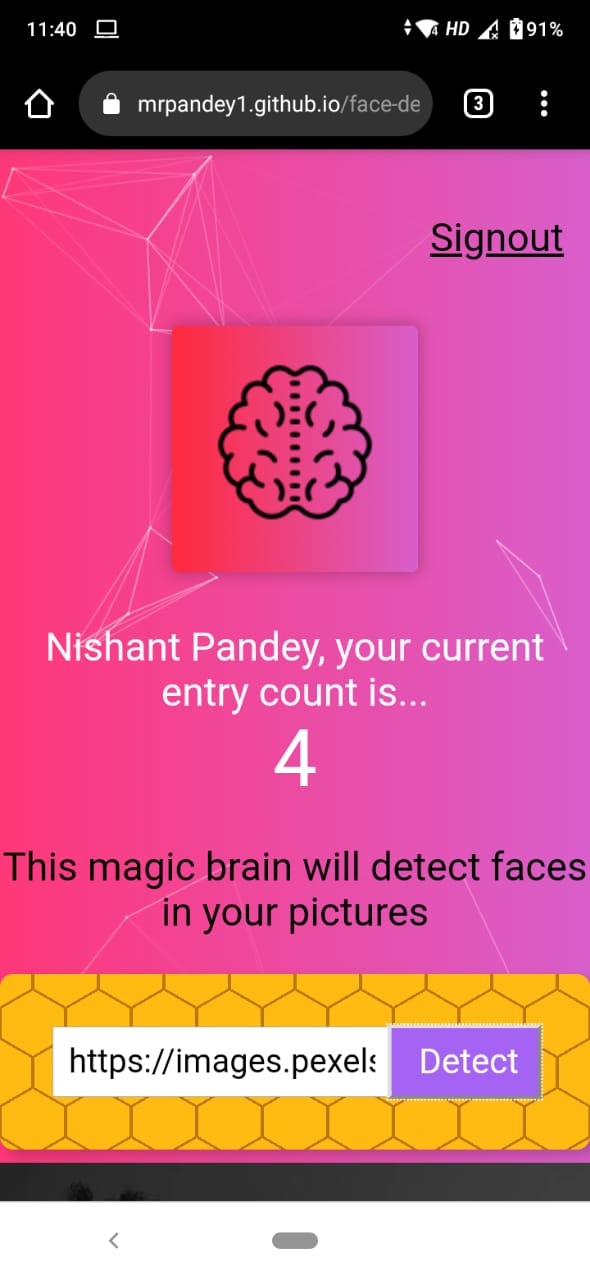 11:40 4 HD 91%
mrpandey1.github.io/face-de 3
Signout
Nishant Pandey, your current
entry count is...
4
This magic brain will detect faces
in your pictures
https://images.pexels Detect